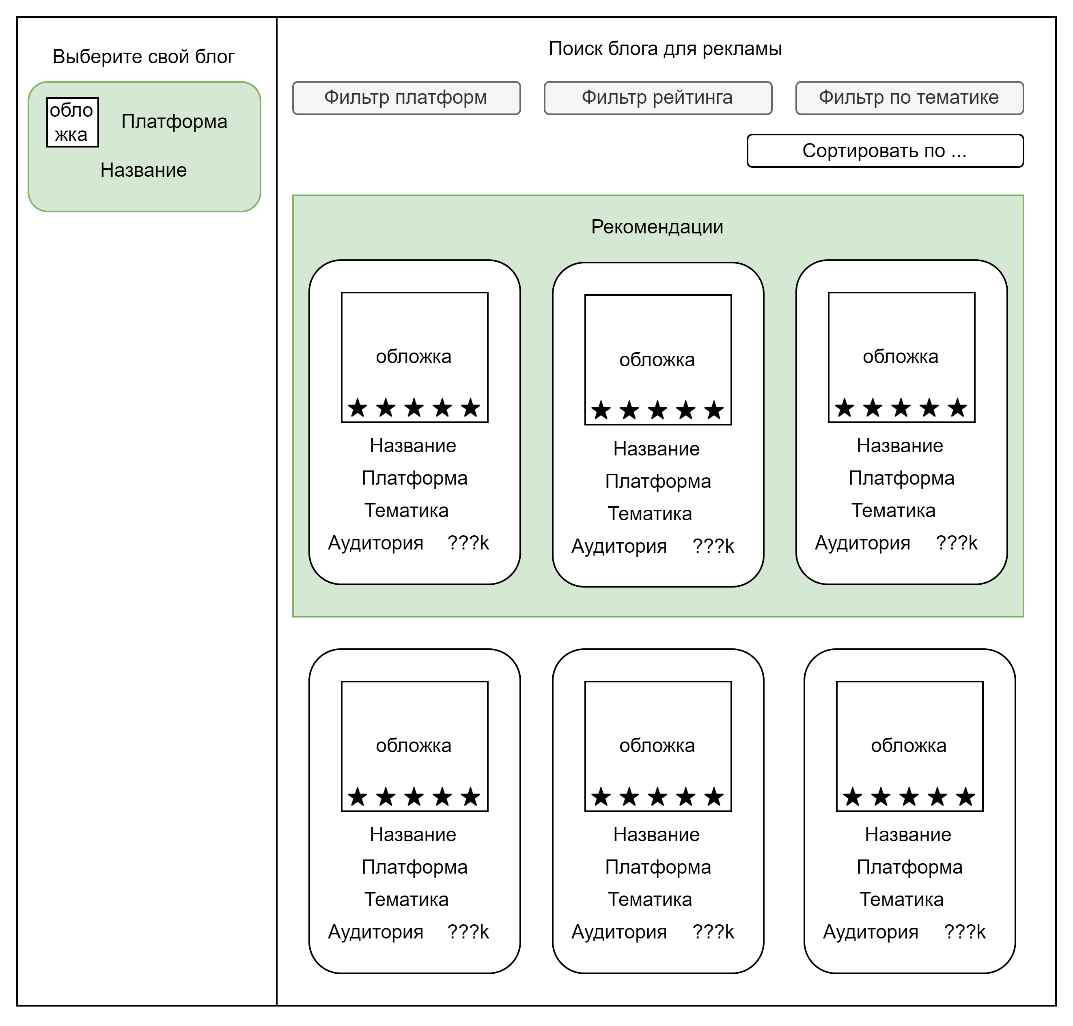 Выберите свой блог
обло
жка
Платформа
Название
Поиск блога для рекламы
Фильтр платформ
Фильтр рейтинга
Фильтр по тематике
Сортировать по ...
Рекомендации
обложка
Название
Платформа
Тематика
Аудитория ???k
обложка
Название
Платформа
Тематика
Аудитория ???k
обложка
Название
Платформа
Тематика
Аудитория ???k
обложка
Название
Платформа
Тематика
Аудитория ???k
обложка
Название
Платформа
Тематика
Аудитория ???k
обложка
Название
Платформа
Тематика
Аудитория ???k